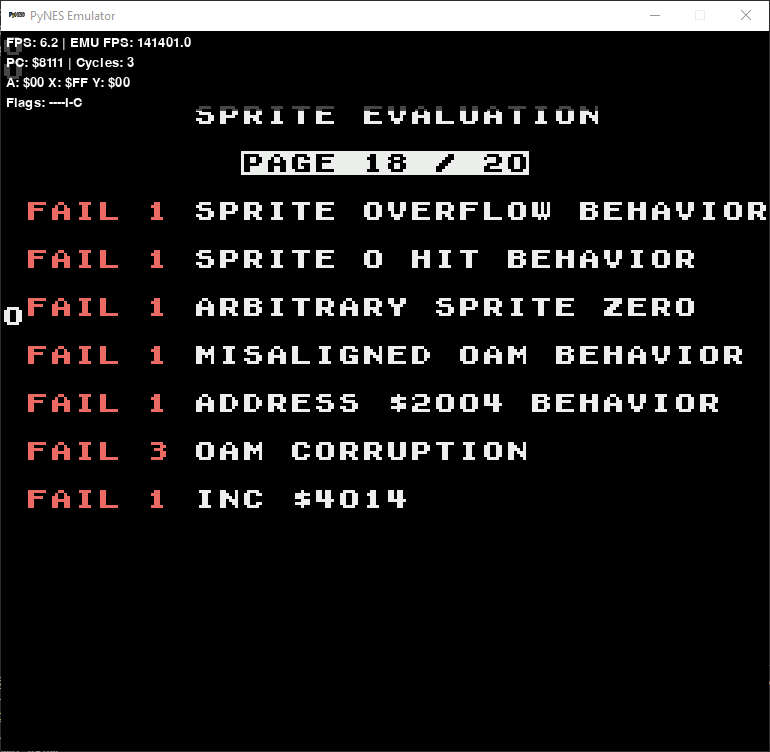 PyNES Emulator
FPS: 6.2 | EMU FPS: 141401.0
PC: $8111 | Cycles: 3
A: $00 X: $FF Y: $00
Flags: ----I-C
SPRITE EVALUATION
PAGE 18 / 20
FAIL 1 SPRITE OVERFLOW BEHAVIOR
FAIL 1 SPRITE 0 HIT BEHAVIOR
0 FAIL 1 ARBITRARY SPRITE ZERO
FAIL 1 MISALIGNED OAM BEHAVIOR
FAIL 1 ADDRESS $2004 BEHAVIOR
FAIL 3 OAM CORRUPTION
FAIL 1 INC $4014